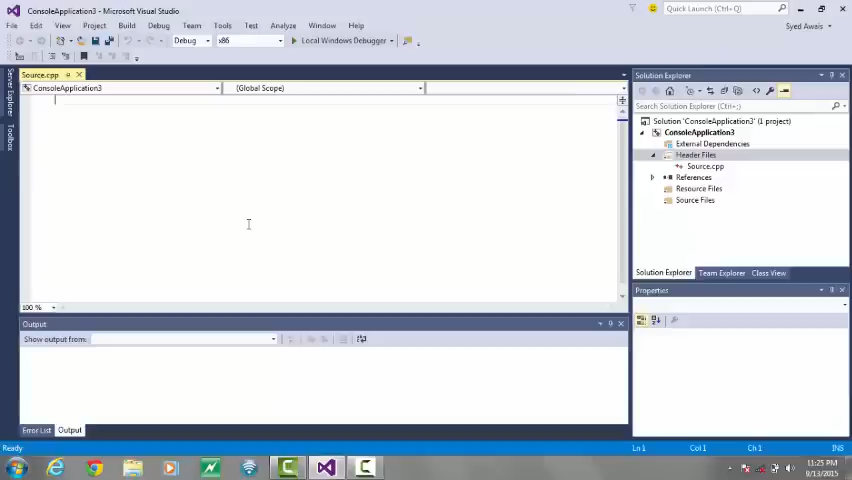 ConsoleApplication3 - Microsoft Visual Studio
Quick Launch (Ctrl+Q)
File Edit View Project Build Debug Team Tools Test Analyze Window Help
Syed Awais
Debug x86 Local Windows Debugger
Server Explorer
Toolbox
Source.cpp
ConsoleApplication3 (Global Scope)
100 %
Output
Show output from:
Error List Output
Solution Explorer
Search Solution Explorer (Ctrl+;)
Solution 'ConsoleApplication3' (1 project)
ConsoleApplication3
External Dependencies
Header Files
Source.cpp
References
Resource Files
Source Files
Solution Explorer Team Explorer Class View
Properties
Ready Ln 1 Col 1 Ch 1 INS
11:25 PM
9/13/2015